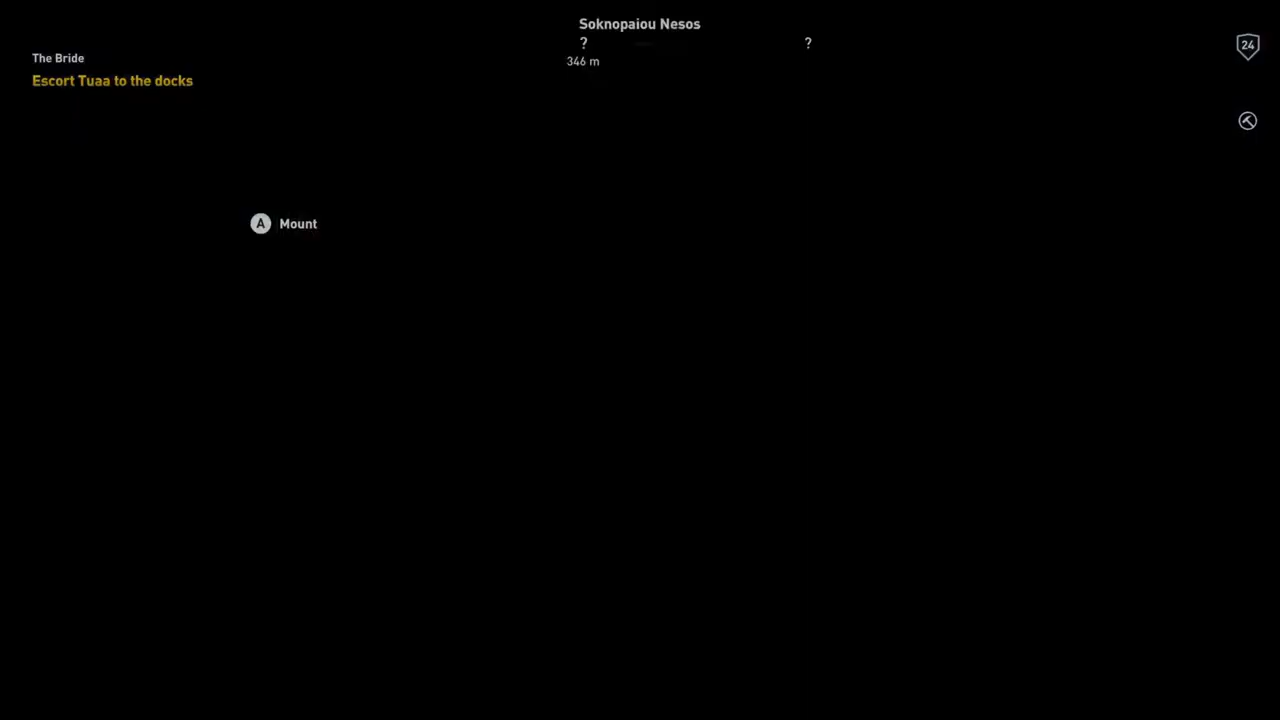 Soknopaiou Nesos
? ?
346 m
24
The Bride
Escort Tuaa to the docks
A Mount